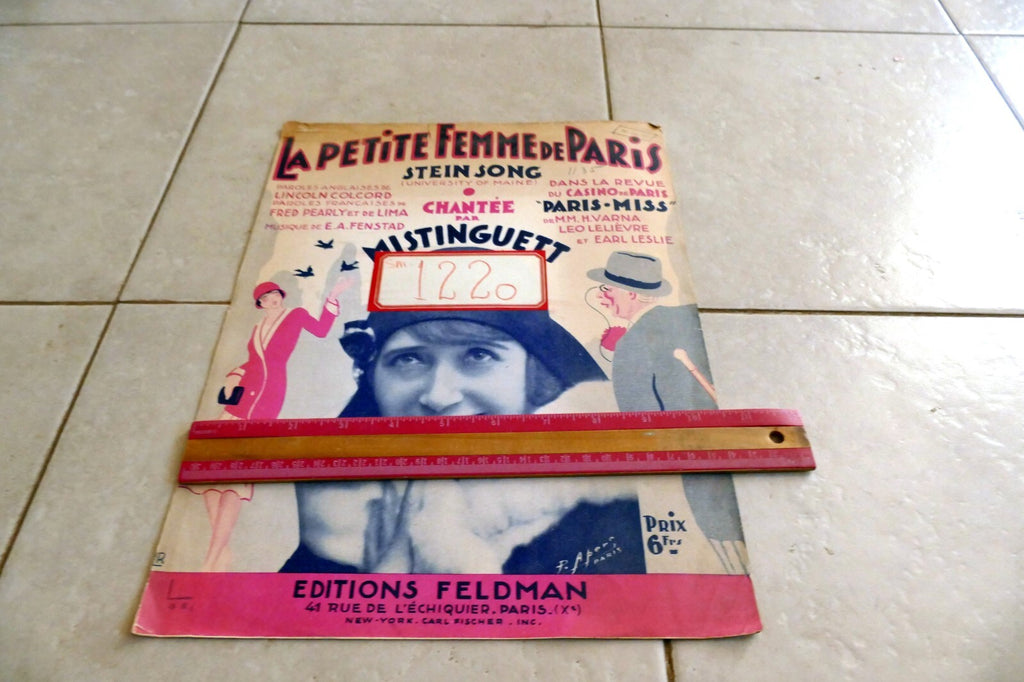 LA PETITE FEMME DE PARIS
STEIN SONG
(UNIVERSITY OF MAINE)
PAROLES ANGLAISES DE
LINCOLN COLCORD
PAROLES FRANÇAISES DE
FRED PEARLY ET DE LIMA
MUSIQUE DE E.A. FENSTAD
CHANTÉE
PAR
MISTINGUETT
DANS LA REVUE
DU CASINO DE PARIS
"PARIS-MISS"
DE MM. H. VARNA
LEO LELIÈVRE
ET EARL LESLIE
1220
PRIX
6 Frs
PARIS
EDITIONS FELDMAN
41 RUE DE L'ÉCHIQUIER. PARIS_(Xe)
NEW-YORK. CARL FISCHER . INC.